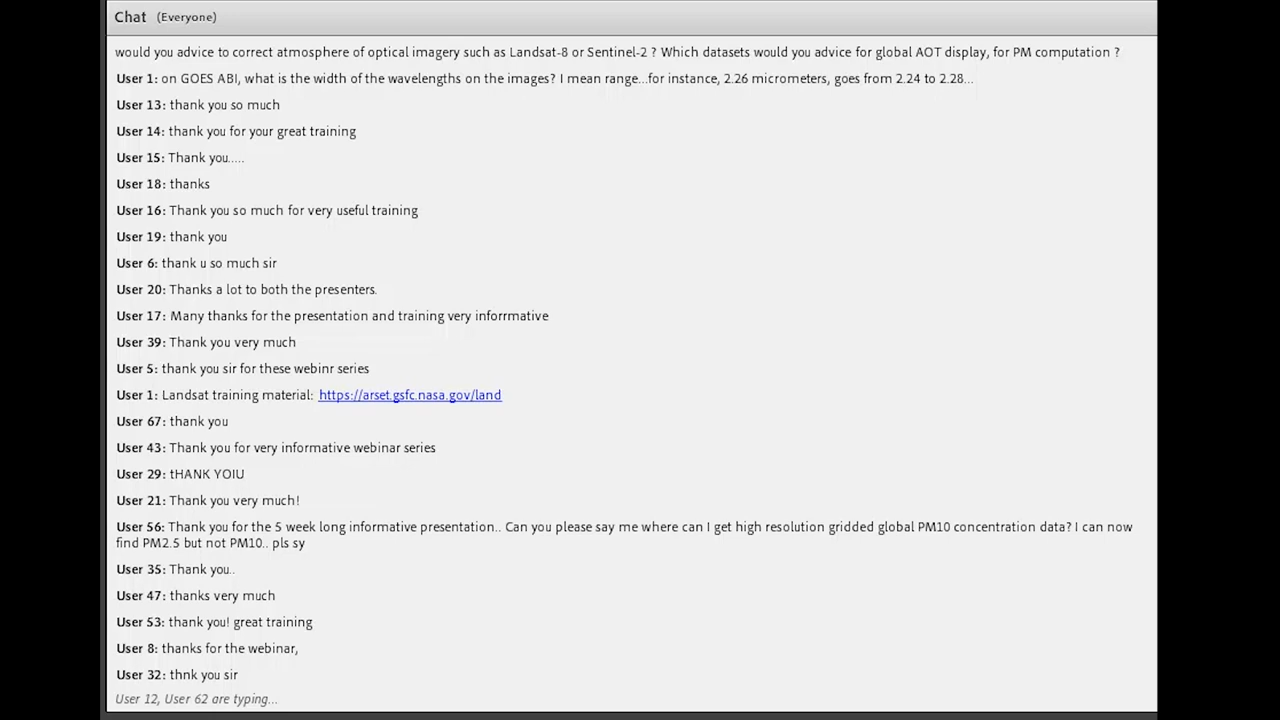 Chat (Everyone)
would you advice to correct atmosphere of optical imagery such as Landsat-8 or Sentinel-2 ? Which datasets would you advice for global AOT display, for PM computation ?
User 1: on GOES ABI, what is the width of the wavelengths on the images? I mean range...for instance, 2.26 micrometers, goes from 2.24 to 2.28...
User 13: thank you so much
User 14: thank you for your great training
User 15: Thank you.....
User 18: thanks
User 16: Thank you so much for very useful training
User 19: thank you
User 6: thank u so much sir
User 20: Thanks a lot to both the presenters.
User 17: Many thanks for the presentation and training very inforrmative
User 39: Thank you very much
User 5: thank you sir for these webinr series
User 1: Landsat training material: https://arset.gsfc.nasa.gov/land
User 67: thank you
User 43: Thank you for very informative webinar series
User 29: tHANK YOIU
User 21: Thank you very much!
User 56: Thank you for the 5 week long informative presentation.. Can you please say me where can I get high resolution gridded global PM10 concentration data? I can now
find PM2.5 but not PM10.. pls sy
User 35: Thank you..
User 47: thanks very much
User 53: thank you! great training
User 8: thanks for the webinar,
User 32: thnk you sir
User 12, User 62 are typing...